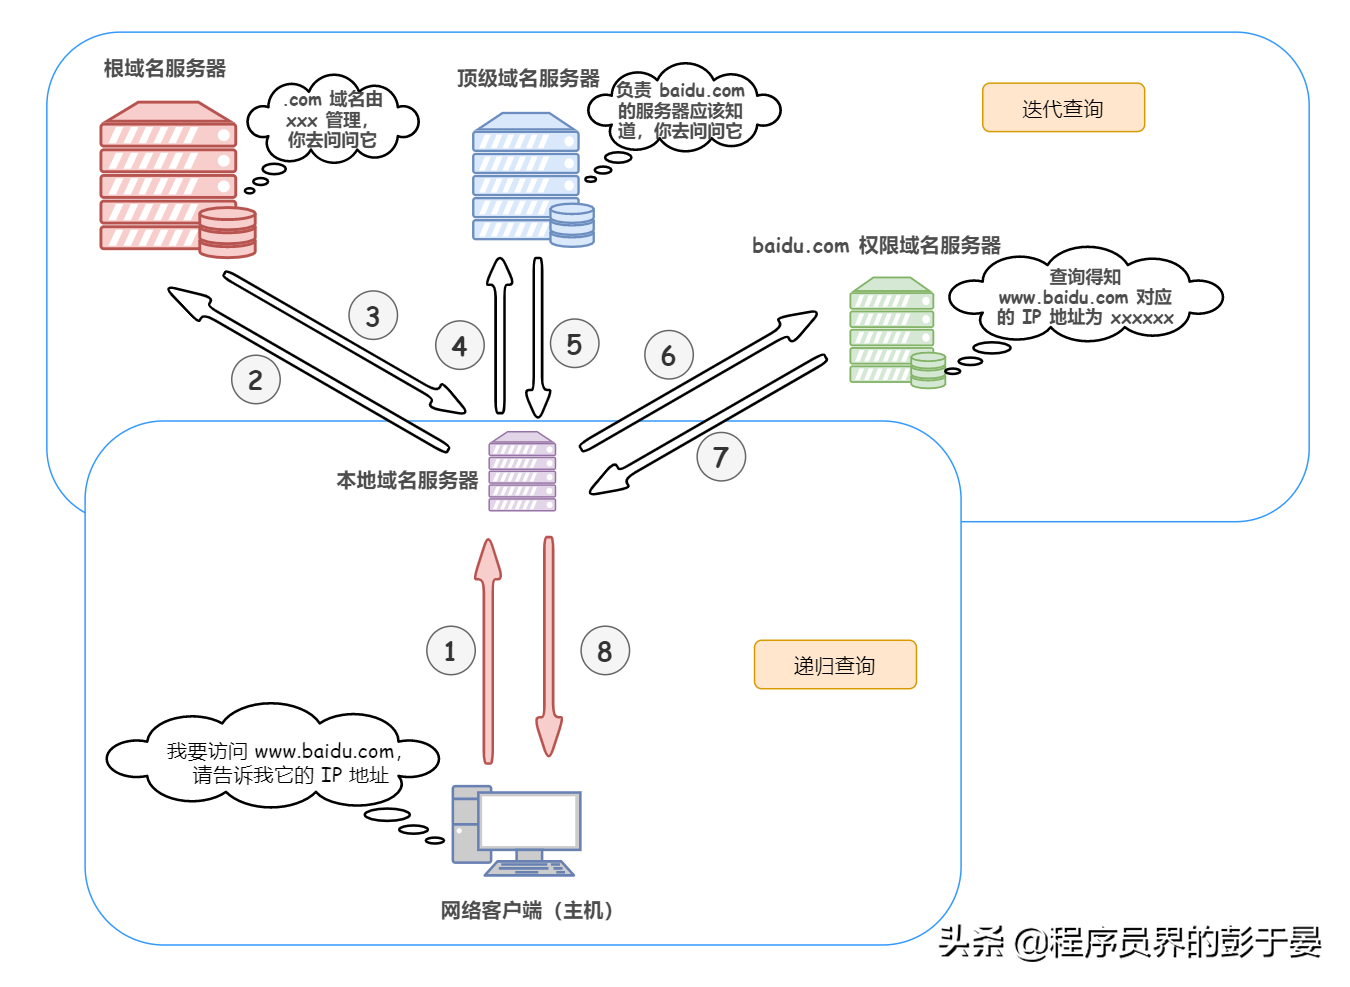 根域名服务器
.com 域名由
xxx 管理，
你去问问它
顶级域名服务器
负责 baidu.com
的服务器应该知
道，你去问问它
迭代查询
baidu.com 权限域名服务器
查询得知
www.baidu.com 对应
的 IP 地址为 xxxxxx
3
4
5
6
2
7
本地域名服务器
1
8
递归查询
我要访问 www.baidu.com，
请告诉我它的 IP 地址
网络客户端（主机）
头条 @程序员界的彭于晏